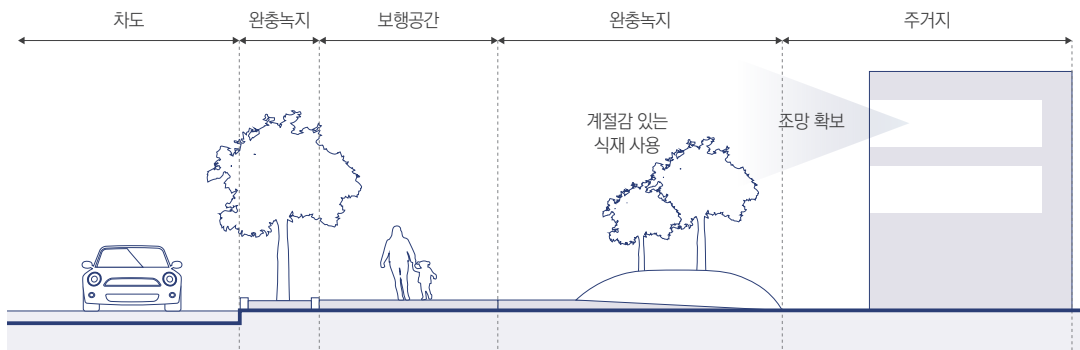 차도
완충녹지
보행공간
완충녹지
주거지
계절감 있는
식재 사용
조망 확보